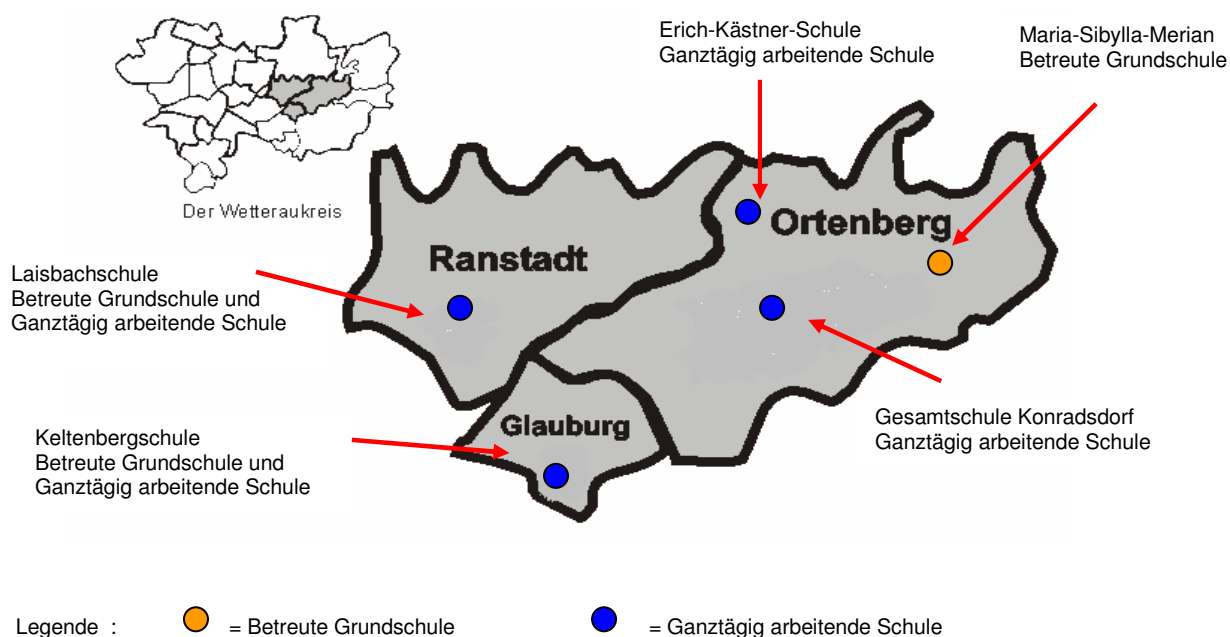 Erich-Kästner-Schule
Ganztägig arbeitende Schule
Maria-Sibylla-Merian
Betreute Grundschule
Der Wetteraukreis
Ortenberg
Ranstadt
Laisbachschule
Betreute Grundschule und
Ganztägig arbeitende Schule
Glauburg
Gesamtschule Konradsdorf
Ganztägig arbeitende Schule
Keltenbergschule
Betreute Grundschule und
Ganztägig arbeitende Schule
Legende : = Betreute Grundschule = Ganztägig arbeitende Schule